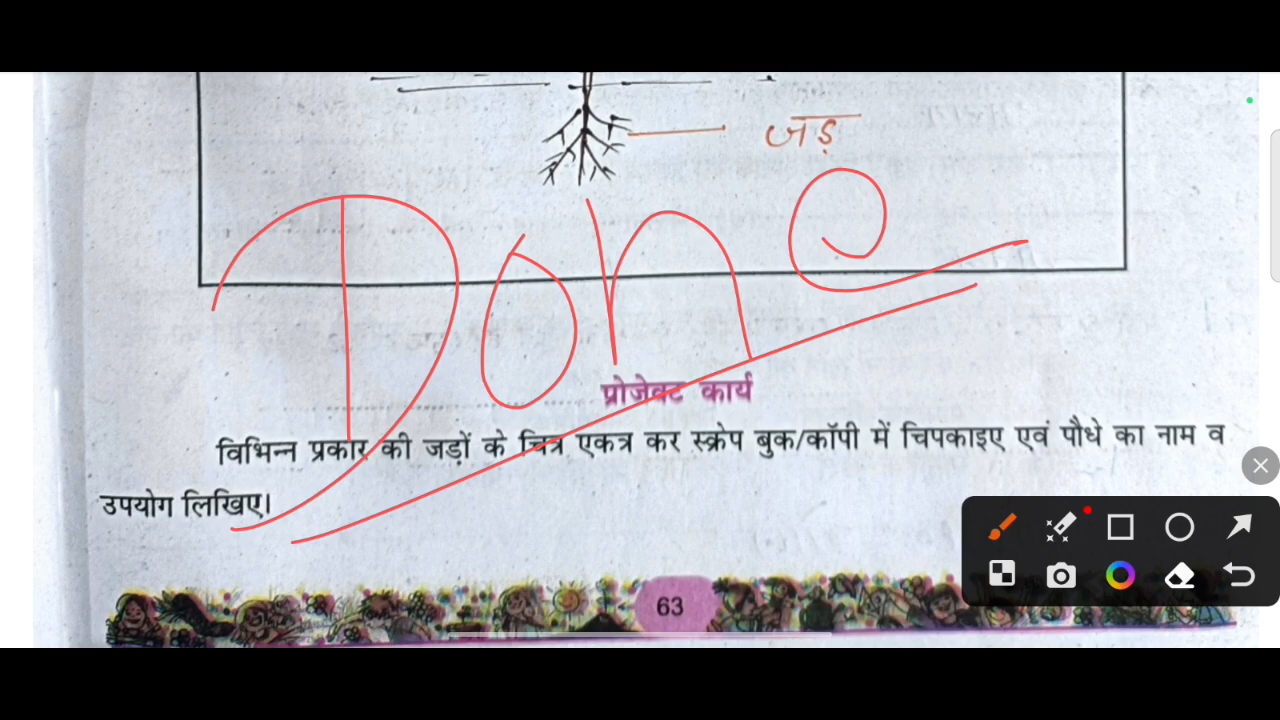 जड़
Done
प्रोजेक्ट कार्य
विभिन्न प्रकार की जड़ों के चित्र एकत्र कर स्क्रेप बुक/कॉपी में चिपकाइए एवं पौधे का नाम व
उपयोग लिखिए।
63